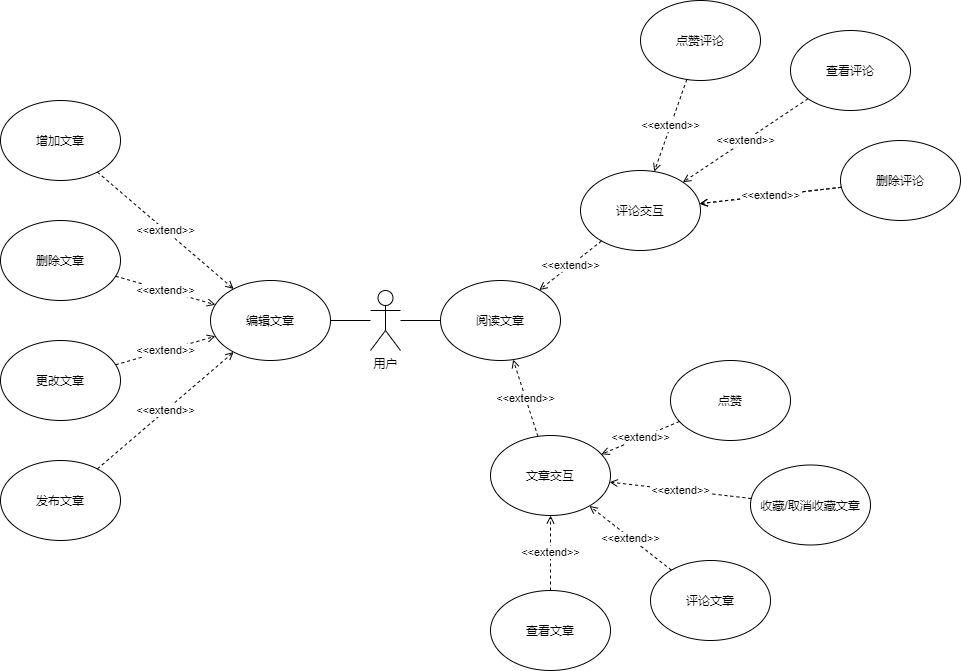 点赞评论
查看评论
<<extend>>
<<extend>>
增加文章
删除评论
<<extend>>
评论交互
<<extend>>
删除文章
<<extend>>
<<extend>>
编辑文章
阅读文章
用户
<<extend>>
更改文章
<<extend>>
<<extend>>
点赞
<<extend>>
发布文章
文章交互
<<extend>>
收藏/取消收藏文章
<<extend>>
<<extend>>
评论文章
查看文章